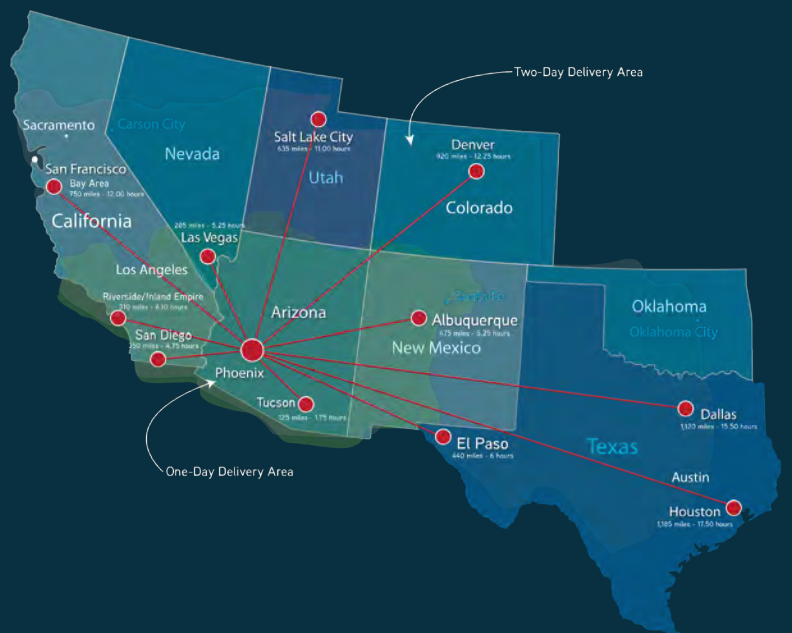 Two-Day Delivery Area
Sacramento
Carson City
Nevada
Salt Lake City
635 miles - 11.00 hours
Utah
Denver
920 miles - 12.25 hours
Colorado
San Francisco
Bay Area
750 miles - 12.00 hours
California
285 miles - 5.25 hours
Las Vegas
Los Angeles
Riverside/Inland Empire
Arizona
Albuquerque
New Mexico
Oklahoma
Oklahoma City
San Diego
350 miles - 4.75 hours
Phoenix
Tucson
125 miles - 1.75 hours
Dallas
1,120 miles - 15.50 hours
El Paso
440 miles - 6 hours
Texas
Austin
Houston
1,185 miles - 17.50 hours
One-Day Delivery Area